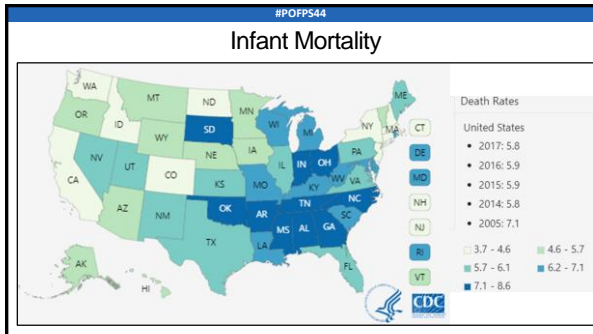 #POFPS44
Infant Mortality
WA
OR
CA
ID
NV
MT
WY
UT
AZ
CO
NM
ND
SD
NE
KS
OK
TX
MN
IA
MO
AR
LA
WI
IL
MI
IN
OH
KY
TN
MS
AL
GA
FL
SC
NC
VA
WV
PA
NY
ME
MA
AK
HI
CT
DE
MD
NH
NJ
RI
VT
Death Rates
United States
• 2017: 5.8
• 2016: 5.9
• 2015: 5.9
• 2014: 5.8
• 2005: 7.1
3.7 - 4.6
4.6 - 5.7
5.7 - 6.1
6.2 - 7.1
7.1 - 8.6
CDC